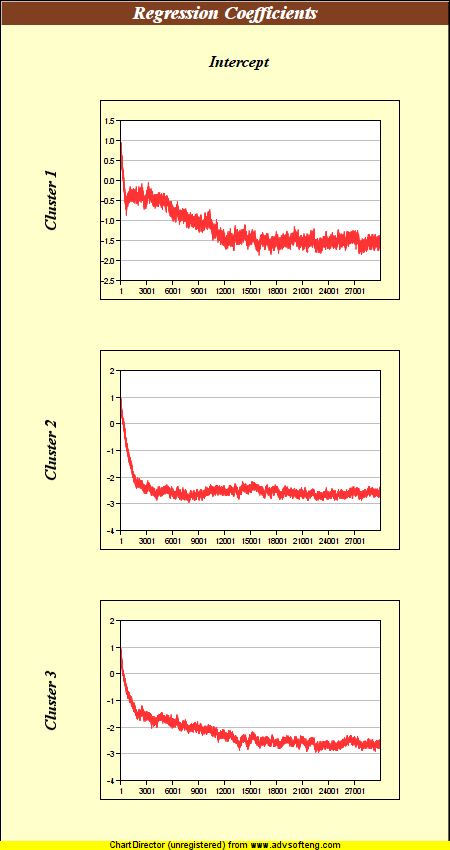 Regression Coefficients
Intercept
Cluster 1
1.5
1.0
0.5
0.0
-0.5
-1.0
-1.5
-2.0
-2.5
1 3001 6001 9001 12001 15001 18001 21001 24001 27001
Cluster 2
2
1
0
-1
-2
-3
-4
1 3001 6001 9001 12001 15001 18001 21001 24001 27001
Cluster 3
2
1
0
-1
-2
-3
-4
1 3001 6001 9001 12001 15001 18001 21001 24001 27001
ChartDirector (unregistered) from www.advsofteng.com